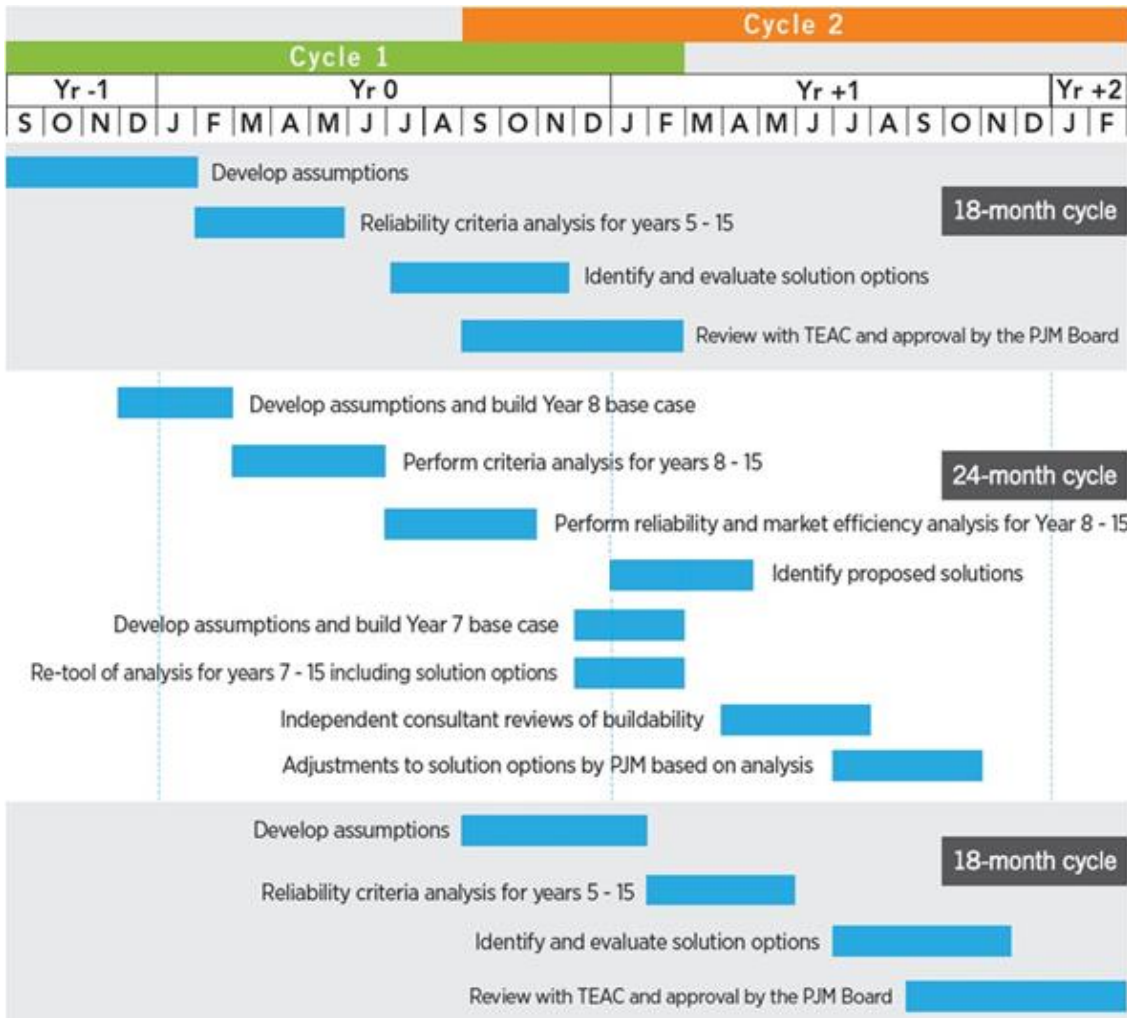 Cycle 2
Cycle 1
Yr -1 Yr 0 Yr +1 Yr +2
S O N D J F M A M J J A S O N D J F M A M J J A S O N D J F
Develop assumptions
18-month cycle
Reliability criteria analysis for years 5 - 15
Identify and evaluate solution options
Review with TEAC and approval by the PJM Board
Develop assumptions and build Year 8 base case
Perform criteria analysis for years 8 - 15
24-month cycle
Perform reliability and market efficiency analysis for Year 8 - 15
Identify proposed solutions
Develop assumptions and build Year 7 base case
Re-tool of analysis for years 7 - 15 including solution options
Independent consultant reviews of buildability
Adjustments to solution options by PJM based on analysis
Develop assumptions
18-month cycle
Reliability criteria analysis for years 5 - 15
Identify and evaluate solution options
Review with TEAC and approval by the PJM Board